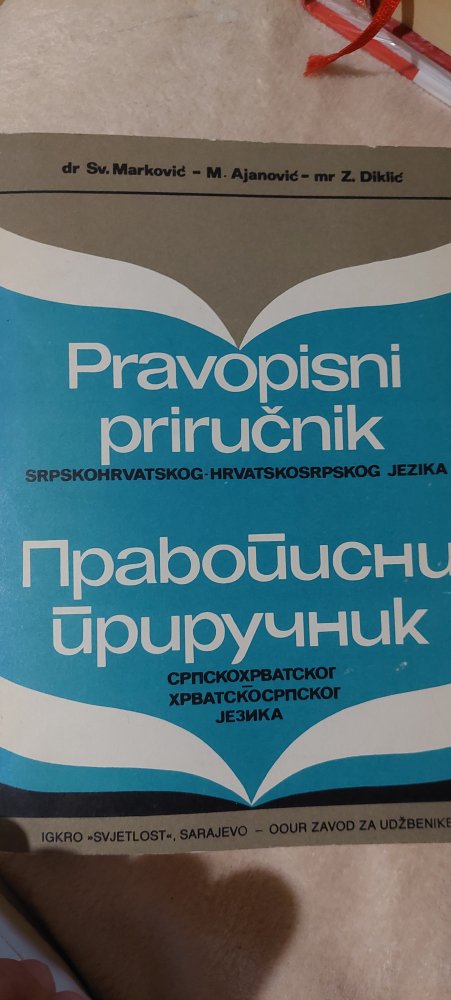 dr Sv. Marković – M. Ajanović – mr Z. Diklić
Pravopisni
priručnik
SRPSKOHRVATSKOG-HRVATSKOSRPSKOG JEZIKA
Правописни
приручник
СРПСКОХРВАТСКОГ
–
ХРВАТСКОСРПСКОГ
ЈЕЗИКА
IGKRO »SVJETLOST«, SARAJEVO – OOUR ZAVOD ZA UDŽBENIKE